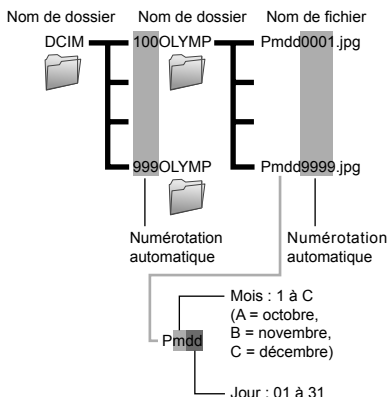 Nom de dossier Nom de dossier Nom de fichier
DCIM 100OLYMP Pmdd0001.jpg
999OLYMP Pmdd9999.jpg
Numérotation
automatique
Numérotation
automatique
Mois : 1 à C
(A = octobre,
B = novembre,
C = décembre)
Pmdd
Jour : 01 à 31